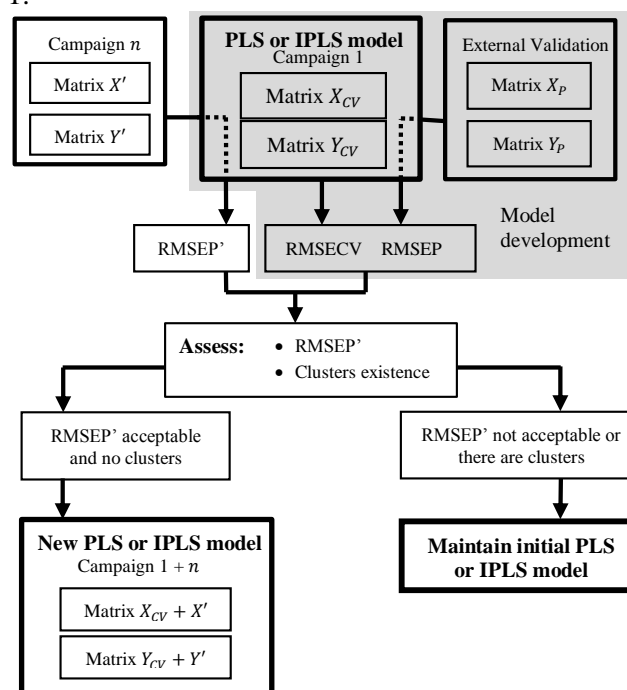 1.
Campaign n
Matrix X′
Matrix Y′
PLS or IPLS model
Campaign 1
Matrix X_CV
Matrix Y_CV
External Validation
Matrix X_P
Matrix Y_P
Model
development
RMSEP’
RMSECV RMSEP
Assess: • RMSEP’
• Clusters existence
RMSEP’ acceptable
and no clusters
RMSEP’ not acceptable or
there are clusters
New PLS or IPLS model
Campaign 1 + n
Matrix X_CV + X′
Matrix Y_CV + Y′
Maintain initial PLS
or IPLS model